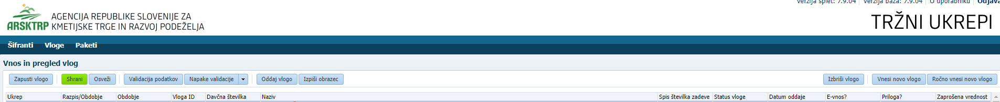 Verzija splet: 7.9.04 Verzija baza: 7.9.04 O uporabniku Odjava
ARSKTRP
AGENCIJA REPUBLIKE SLOVENIJE ZA
KMETIJSKE TRGE IN RAZVOJ PODEŽELJA
TRŽNI UKREPI
Šifranti Vloge Paketi
Vnos in pregled vlog
Zapusti vlogo Shrani Osveži Validacija podatkov Napake validacije Oddaj vlogo Izpiši obrazec Izbriši vlogo Vnesi novo vlogo Ročno vnesi novo vlogo
Ukrep Razpis/Obdobje Obdobje Vloga ID Davčna številka Naziv Spis številka zadeve Status vloge Datum oddaje E-vnos? Priloga? Zaprošena vrednost